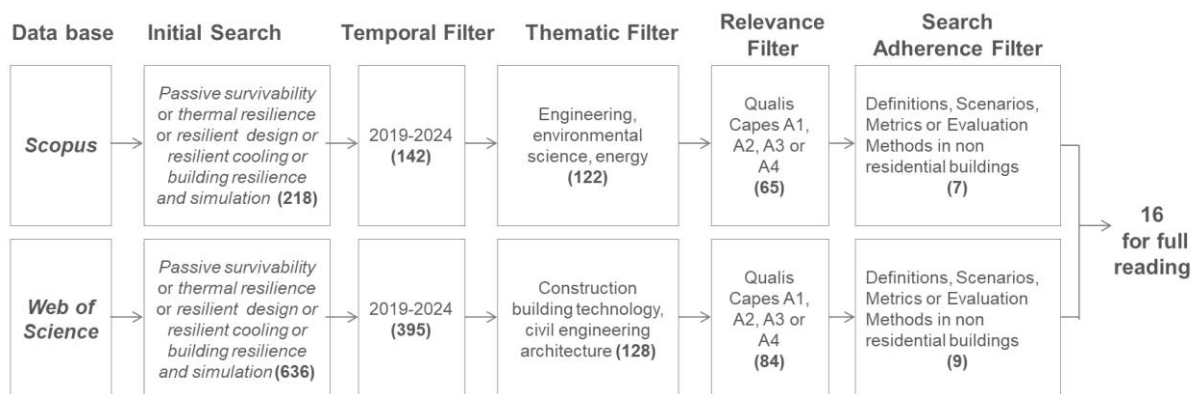 Data base
Initial Search
Temporal Filter
Thematic Filter
Relevance
Filter
Search
Adherence Filter
Scopus
Passive survivability
or thermal resilience
or resilient design or
resilient cooling or
building resilience
and simulation (218)
2019-2024
(142)
Engineering,
environmental
science, energy
(122)
Qualis
Capes A1,
A2, A3 or
A4
(65)
Definitions, Scenarios,
Metrics or Evaluation
Methods in non
residential buildings
(7)
Web of
Science
Passive survivability
or thermal resilience
or resilient design or
resilient cooling or
building resilience
and simulation(636)
2019-2024
(395)
Construction
building technology,
civil engineering
architecture (128)
Qualis
Capes A1,
A2, A3 or
A4
(84)
Definitions, Scenarios,
Metrics or Evaluation
Methods in non
residential buildings
(9)
16
for full
reading